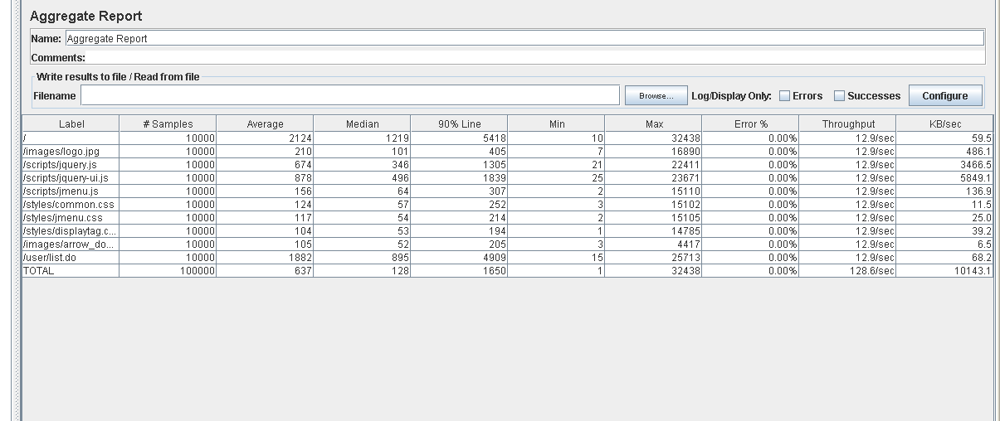 Aggregate Report
Name: Aggregate Report
Comments:
Write results to file / Read from file
Filename Browse... Log/Display Only: Errors Successes Configure
Label # Samples Average Median 90% Line Min Max Error % Throughput KB/sec
/ 10000 2124 1219 5418 10 32438 0.00% 12.9/sec 59.5
/images/logo.jpg 10000 210 101 405 7 16890 0.00% 12.9/sec 486.1
/scripts/jquery.js 10000 674 346 1305 21 22411 0.00% 12.9/sec 3466.5
/scripts/jquery-ui.js 10000 878 496 1839 25 23671 0.00% 12.9/sec 5849.1
/scripts/jmenu.js 10000 156 64 307 2 15110 0.00% 12.9/sec 136.9
/styles/common.css 10000 124 57 252 3 15102 0.00% 12.9/sec 11.5
/styles/jmenu.css 10000 117 54 214 2 15105 0.00% 12.9/sec 25.0
/styles/displaytag.c... 10000 104 53 194 1 14785 0.00% 12.9/sec 39.2
/images/arrow_do... 10000 105 52 205 3 4417 0.00% 12.9/sec 6.5
/user/list.do 10000 1882 895 4909 15 25713 0.00% 12.9/sec 68.2
TOTAL 100000 637 128 1650 1 32438 0.00% 128.6/sec 10143.1